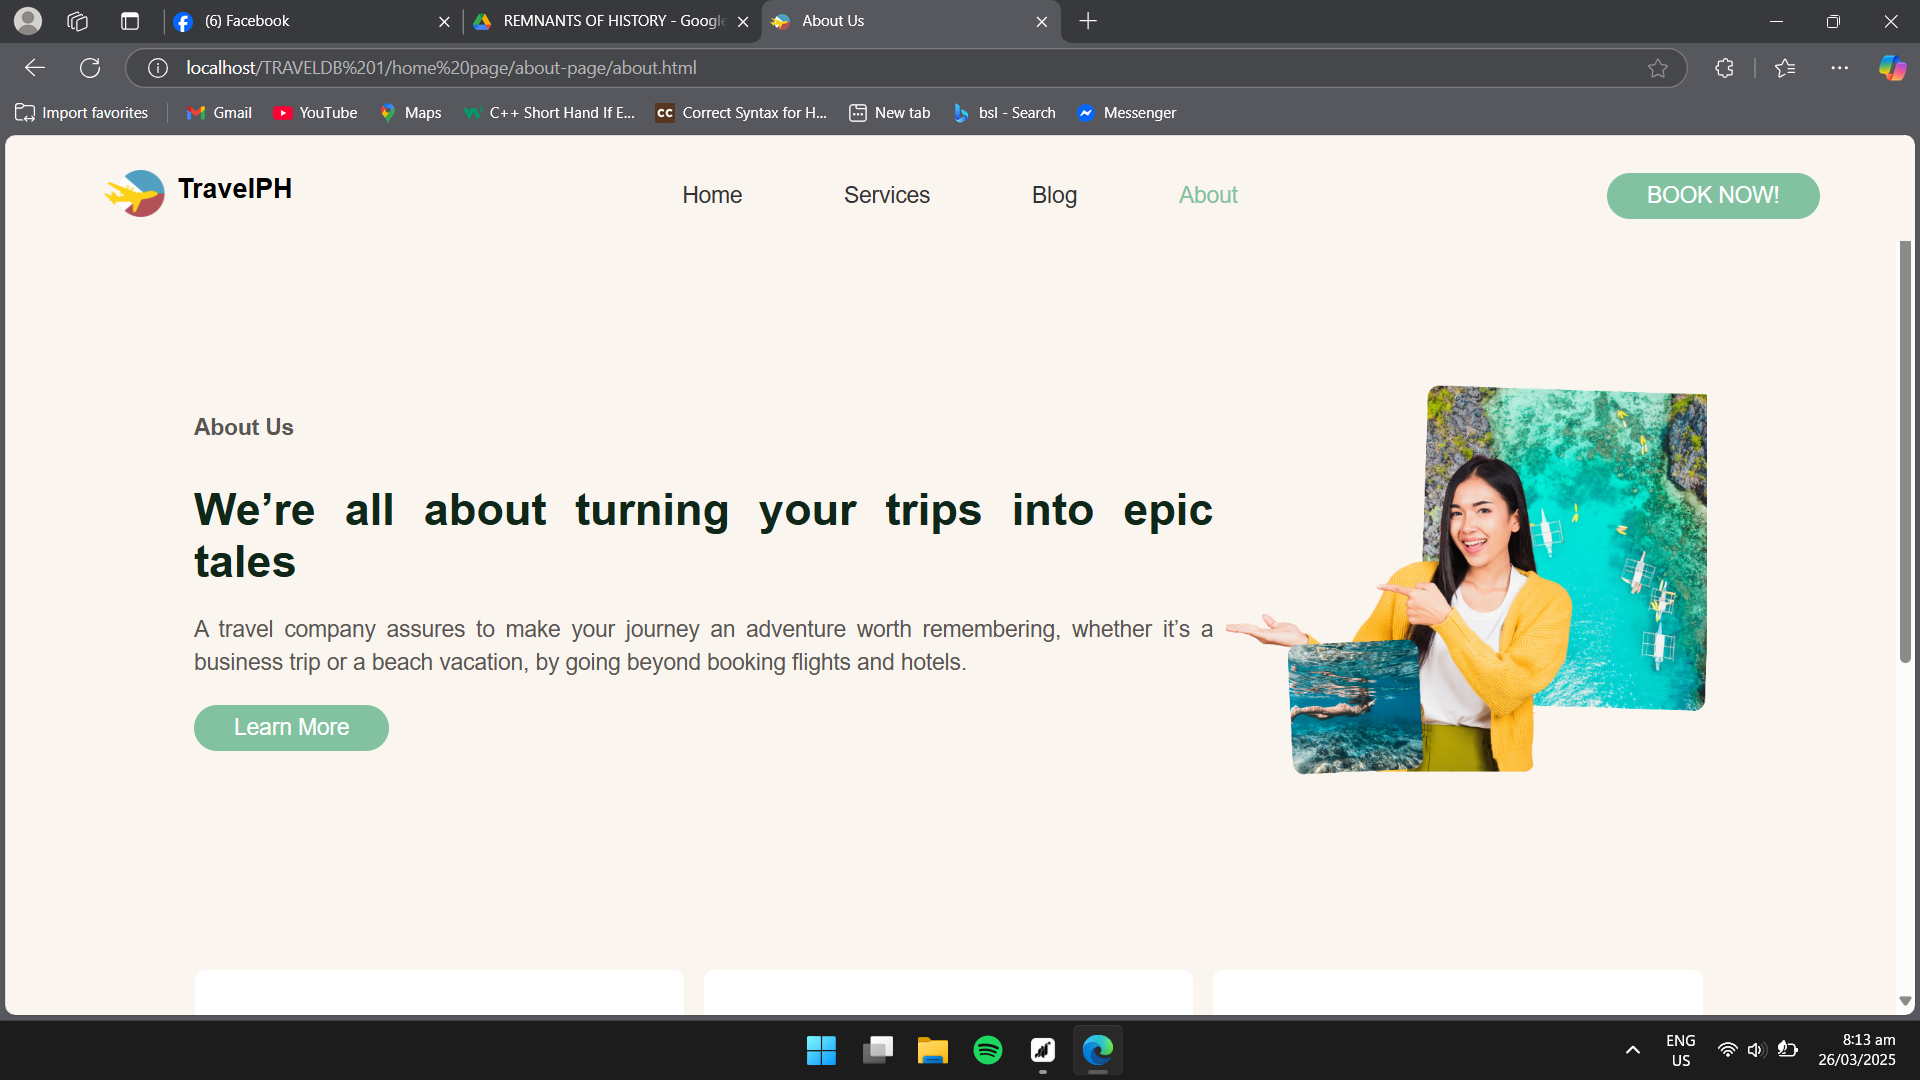 (6) Facebook
REMNANTS OF HISTORY - Google
About Us
localhost/TRAVELDB%201/home%20page/about-page/about.html
Import favorites
Gmail
YouTube
Maps
C++ Short Hand If E...
CC Correct Syntax for H...
New tab
bsl - Search
Messenger
TravelPH
Home
Services
Blog
About
BOOK NOW!
About Us
We’re all about turning your trips into epic
tales
A travel company assures to make your journey an adventure worth remembering, whether it’s a
business trip or a beach vacation, by going beyond booking flights and hotels.
Learn More
ENG
US
8:13 am
26/03/2025